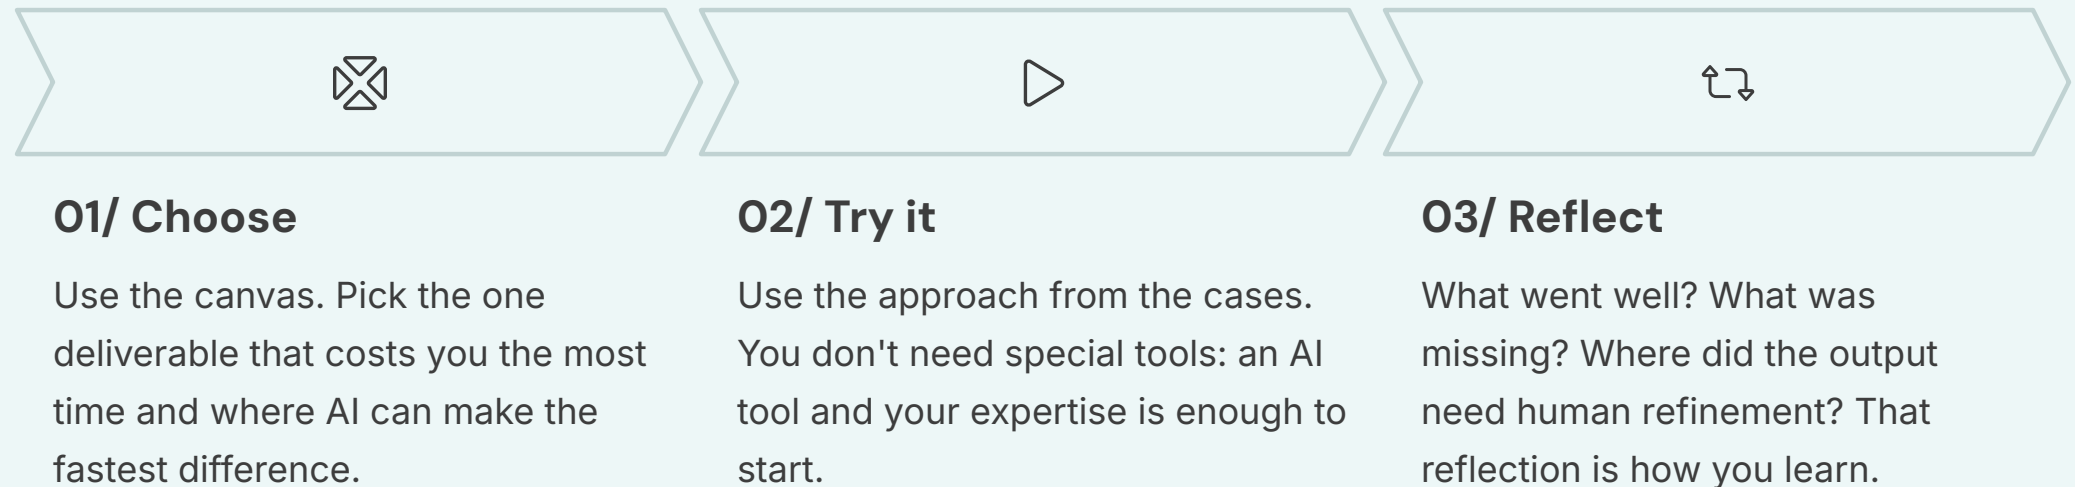 01/ Choose
Use the canvas. Pick the one
deliverable that costs you the most
time and where AI can make the
fastest difference.
02/ Try it
Use the approach from the cases.
You don't need special tools: an AI
tool and your expertise is enough to
start.
03/ Reflect
What went well? What was
missing? Where did the output
need human refinement? That
reflection is how you learn.